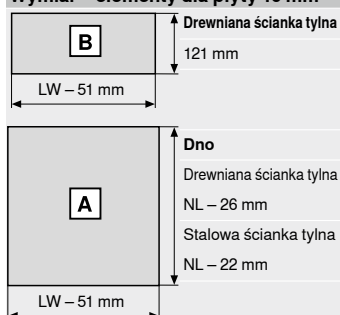 Wymiar – elementy dla płyty 16 mm
B
Drewniana ścianka tylna
121 mm
LW – 51 mm
A
Dno
Drewniana ścianka tylna
NL – 26 mm
Stalowa ścianka tylna
NL – 22 mm
LW – 51 mm